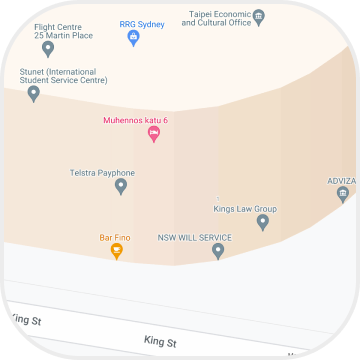 Taipei Economic
and Cultural Office
RRG Sydney
Flight Centre
25 Martin Place
Stunet (International
Student Service Centre)
Muhennos katu 6
Telstra Payphone
ADVIZA
Kings Law Group
Bar Fino
NSW WILL SERVICE
King St
King St